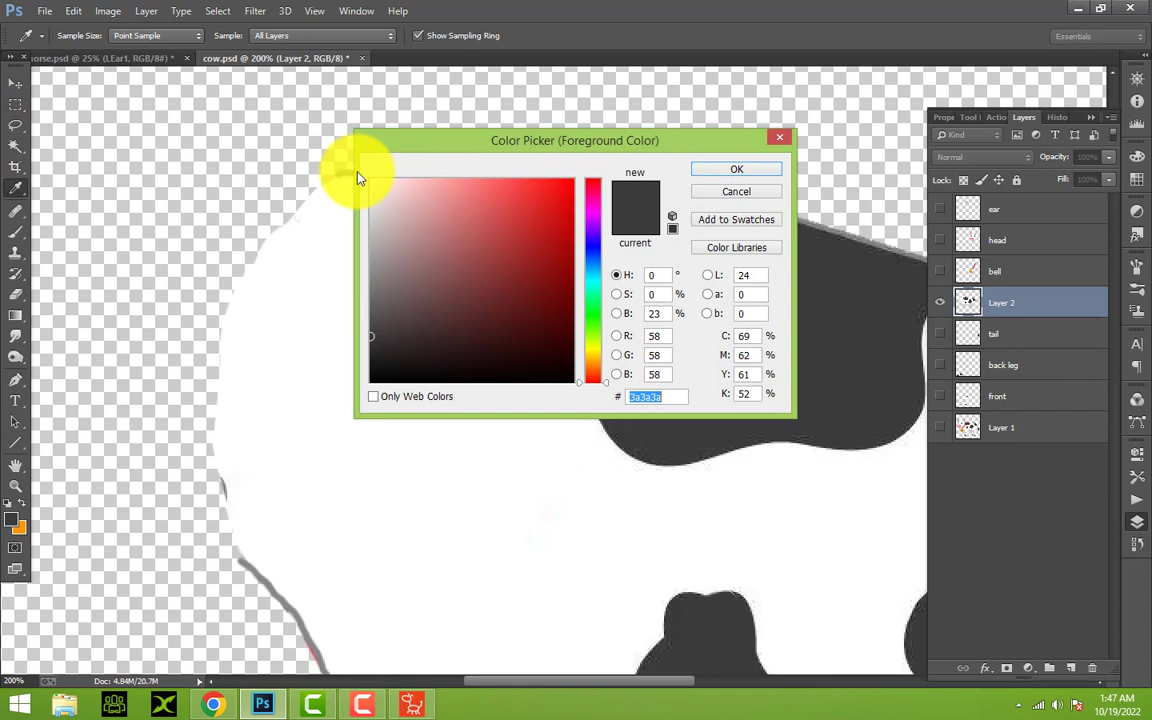 Ps File Edit Image Layer Type Select Filter 3D View Window Help
Sample Size: Point Sample Sample: All Layers Show Sampling Ring Essentials
horse.psd @ 25% (LEar1, RGB/8#) * × cow.psd @ 200% (Layer 2, RGB/8) * ×
Prope Tool I Actio Layers Histo
Kind
Normal Opacity: 100%
Lock: Fill: 100%
ear
head
bell
Layer 2
tail
back leg
front
Layer 1
Color Picker (Foreground Color)
new
current
OK
Cancel
Add to Swatches
Color Libraries
H: 0 ° L: 24
S: 0 % a: 0
B: 23 % b: 0
R: 58 C: 69 %
G: 58 M: 62 %
B: 58 Y: 61 %
# 3a3a3a K: 52 %
Only Web Colors
200% Doc: 4.84M/20.7M
1:47 AM
10/19/2022